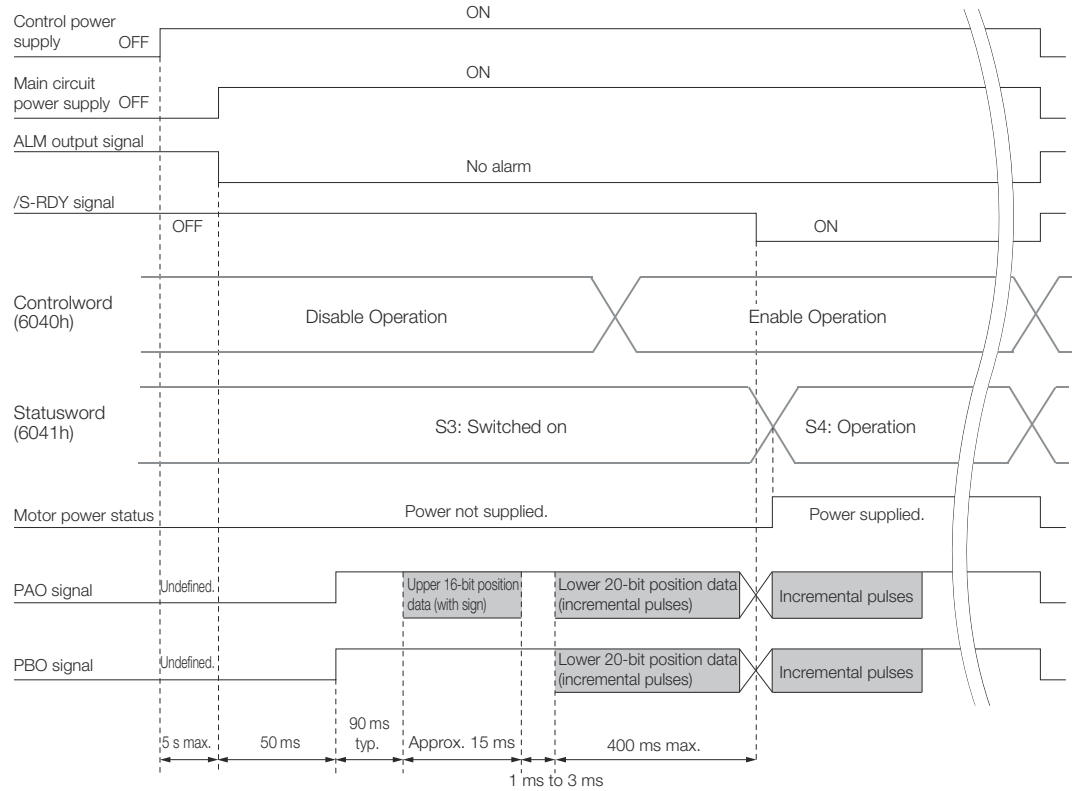 Control power
supply OFF
ON
Main circuit
power supply OFF
ON
ALM output signal
No alarm
/S-RDY signal
OFF
ON
Controlword
(6040h)
Disable Operation
Enable Operation
Statusword
(6041h)
S3: Switched on
S4: Operation
Motor power status
Power not supplied.
Power supplied.
PAO signal
Undefined.
Upper 16-bit position
data (with sign)
Lower 20-bit position data
(incremental pulses)
Incremental pulses
PBO signal
Undefined.
Lower 20-bit position data
(incremental pulses)
Incremental pulses
5 s max.
50 ms
90 ms
typ.
Approx. 15 ms
1 ms to 3 ms
400 ms max.